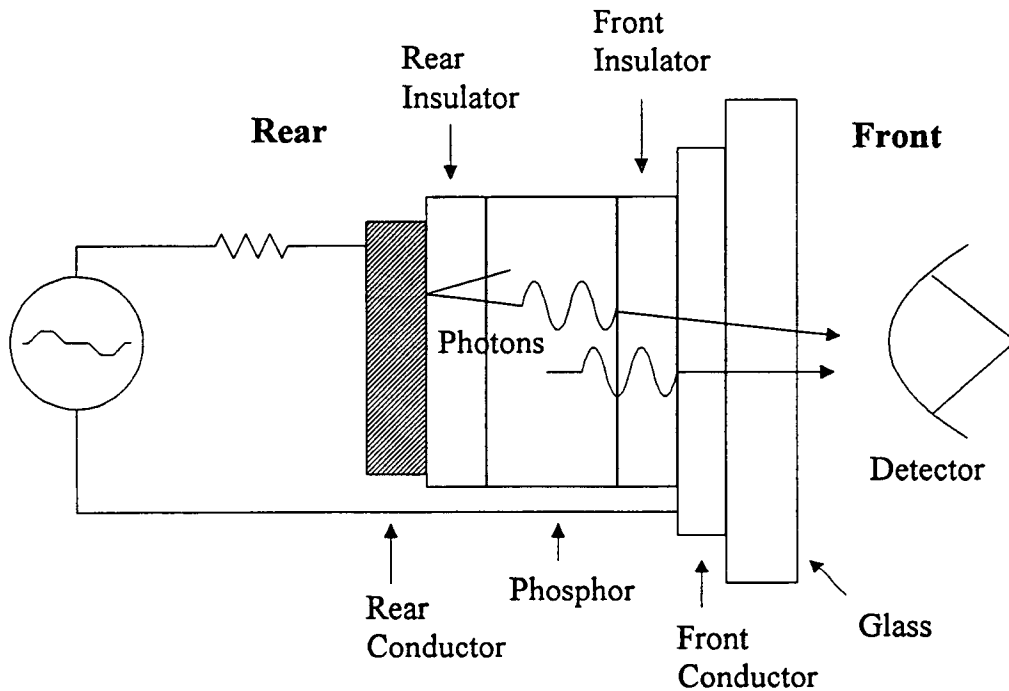 Front
Insulator
Rear
Insulator
Rear
Front
Photons
Detector
Phosphor
Rear
Conductor
Front
Conductor
Glass